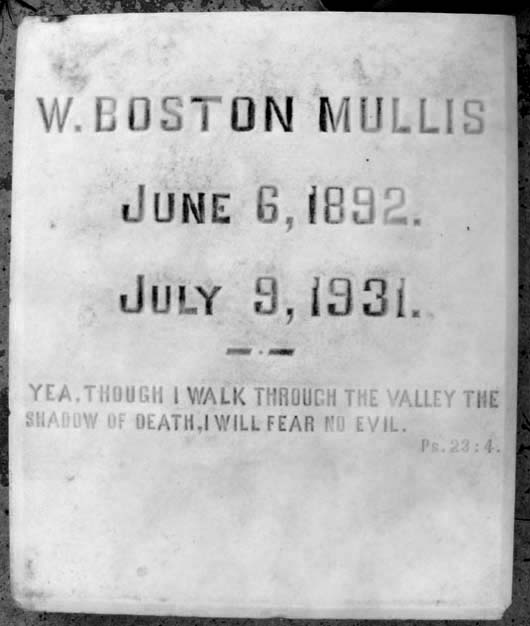 W. BOSTON MULLIS
JUNE 6, 1892.
JULY 9, 1931.
YEA, THOUGH I WALK THROUGH THE VALLEY THE
SHADOW OF DEATH, I WILL FEAR NO EVIL.
Ps. 23:4.